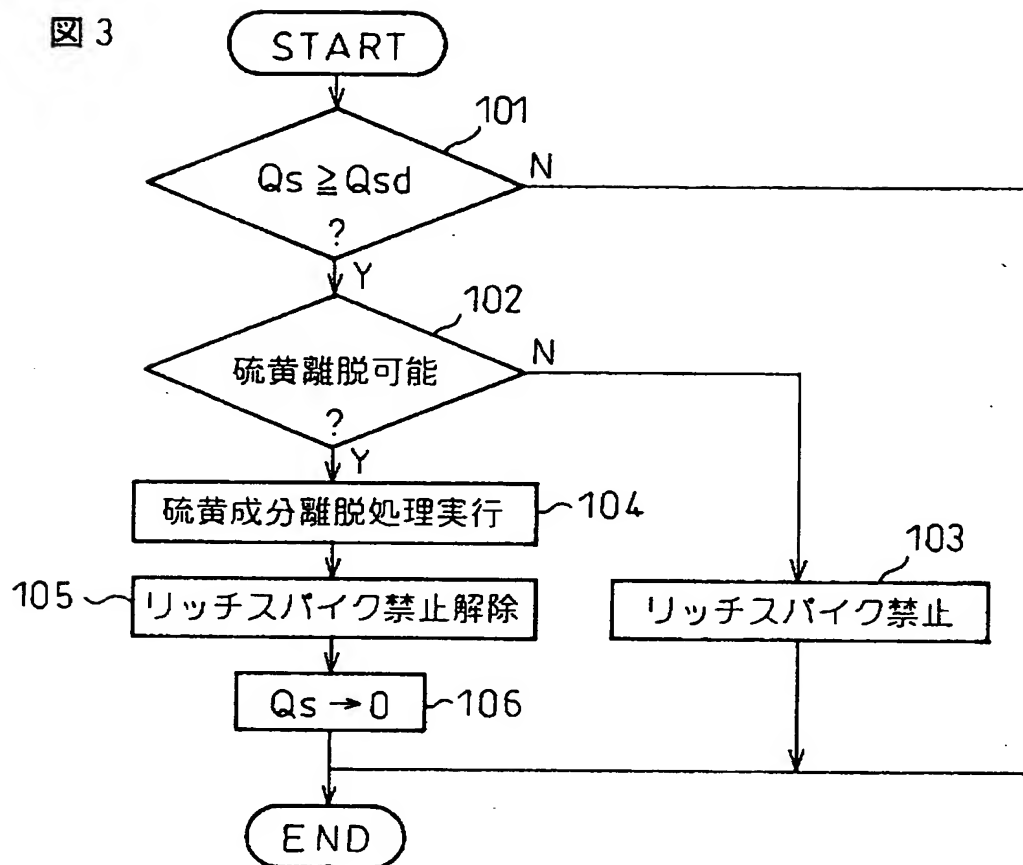 図3
START
101
Qs ≧ Qsd
?
N
Y
102
硫黄離脱可能
?
N
Y
硫黄成分離脱処理実行
104
103
105
リッチスパイク禁止解除
リッチスパイク禁止
Qs→0
106
END